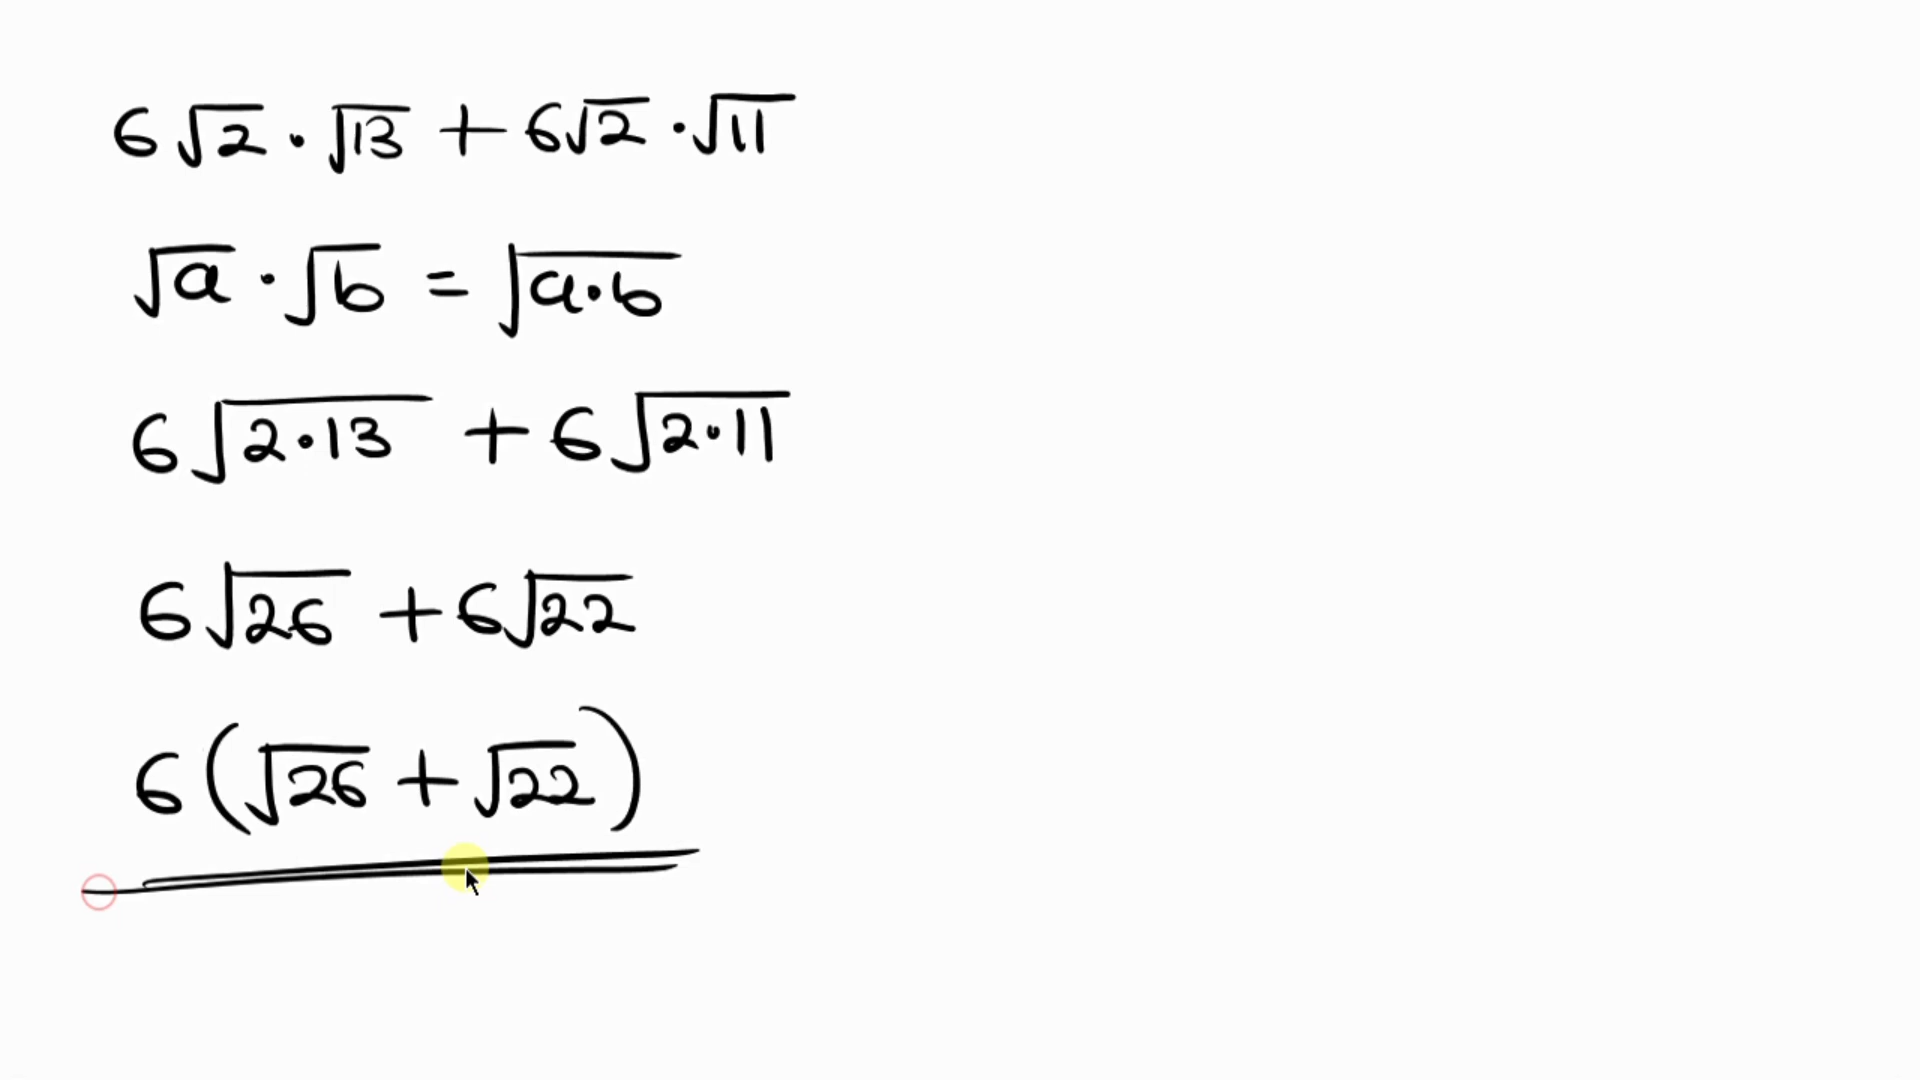 6√2 · √13 + 6√2 · √11
√a · √b = √a·b
6√2·13 + 6√2·11
6√26 + 6√22
6(√26 + √22)